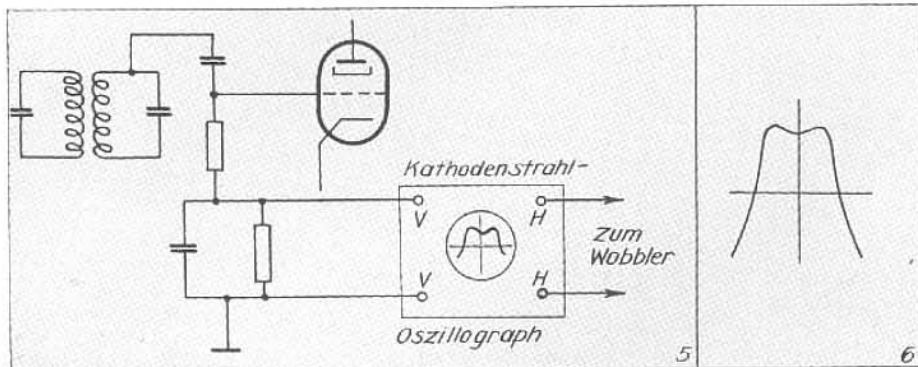 Kathodenstrahl-
V H
zum
Wobbler
V H
Oszillograph
5 6